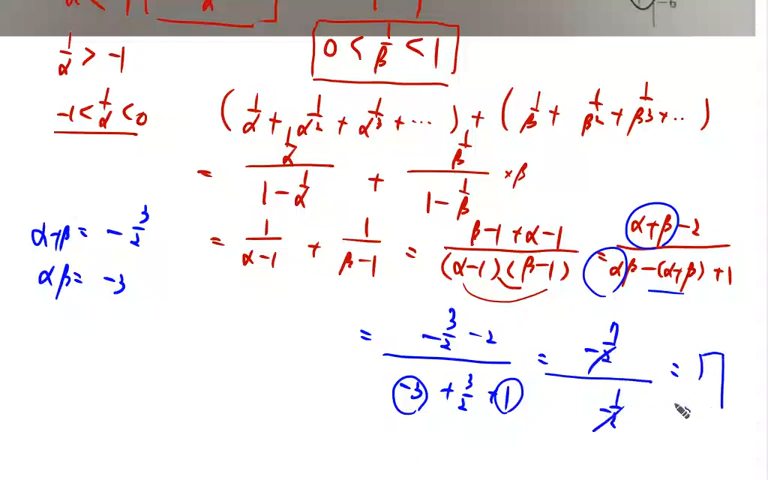 1/α > -1
0 < 1/β < 1
-1 < 1/α < 0
(1/α + 1/α² + 1/α³ + ⋯) + (1/β + 1/β² + 1/β³ + ⋯)
= (1/α)/(1 - 1/α) + (1/β)/(1 - 1/β) ×β
α+β = -3/2
αβ = -3
= 1/(α-1) + 1/(β-1) = (β-1+α-1)/((α-1)(β-1)) = (α+β-2)/(αβ-(α+β)+1)
= (-3/2 - 2)/(-3 + 3/2 + 1) = (-7/2)/(-1/2) = 7